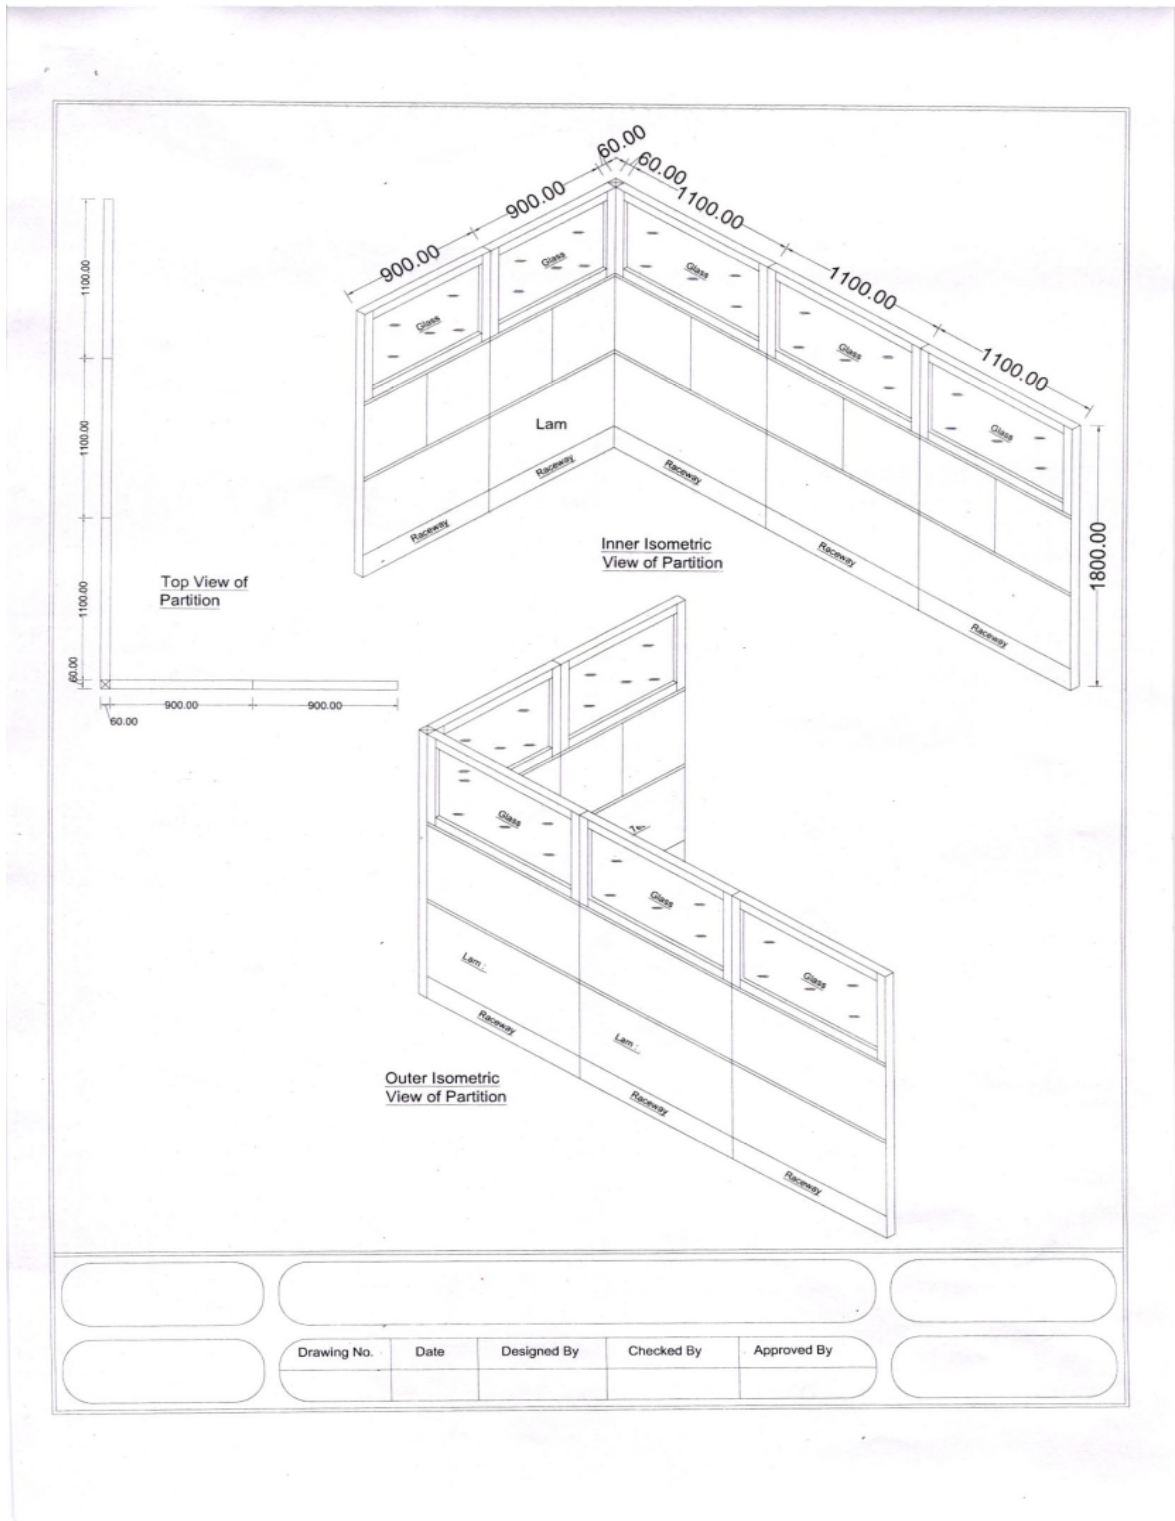 60.00
60.00
900.00
1100.00
900.00
1100.00
1100.00
1800.00
Glass
Glass
Glass
Glass
Glass
Lam
Raceway
Raceway
Raceway
Raceway
Raceway
Inner Isometric
View of Partition
1100.00
1100.00
1100.00
60.00
900.00
900.00
60.00
Top View of
Partition
Glass
Glass
Glass
Lam :
Lam :
Raceway
Raceway
Raceway
Outer Isometric
View of Partition
Drawing No.
Date
Designed By
Checked By
Approved By